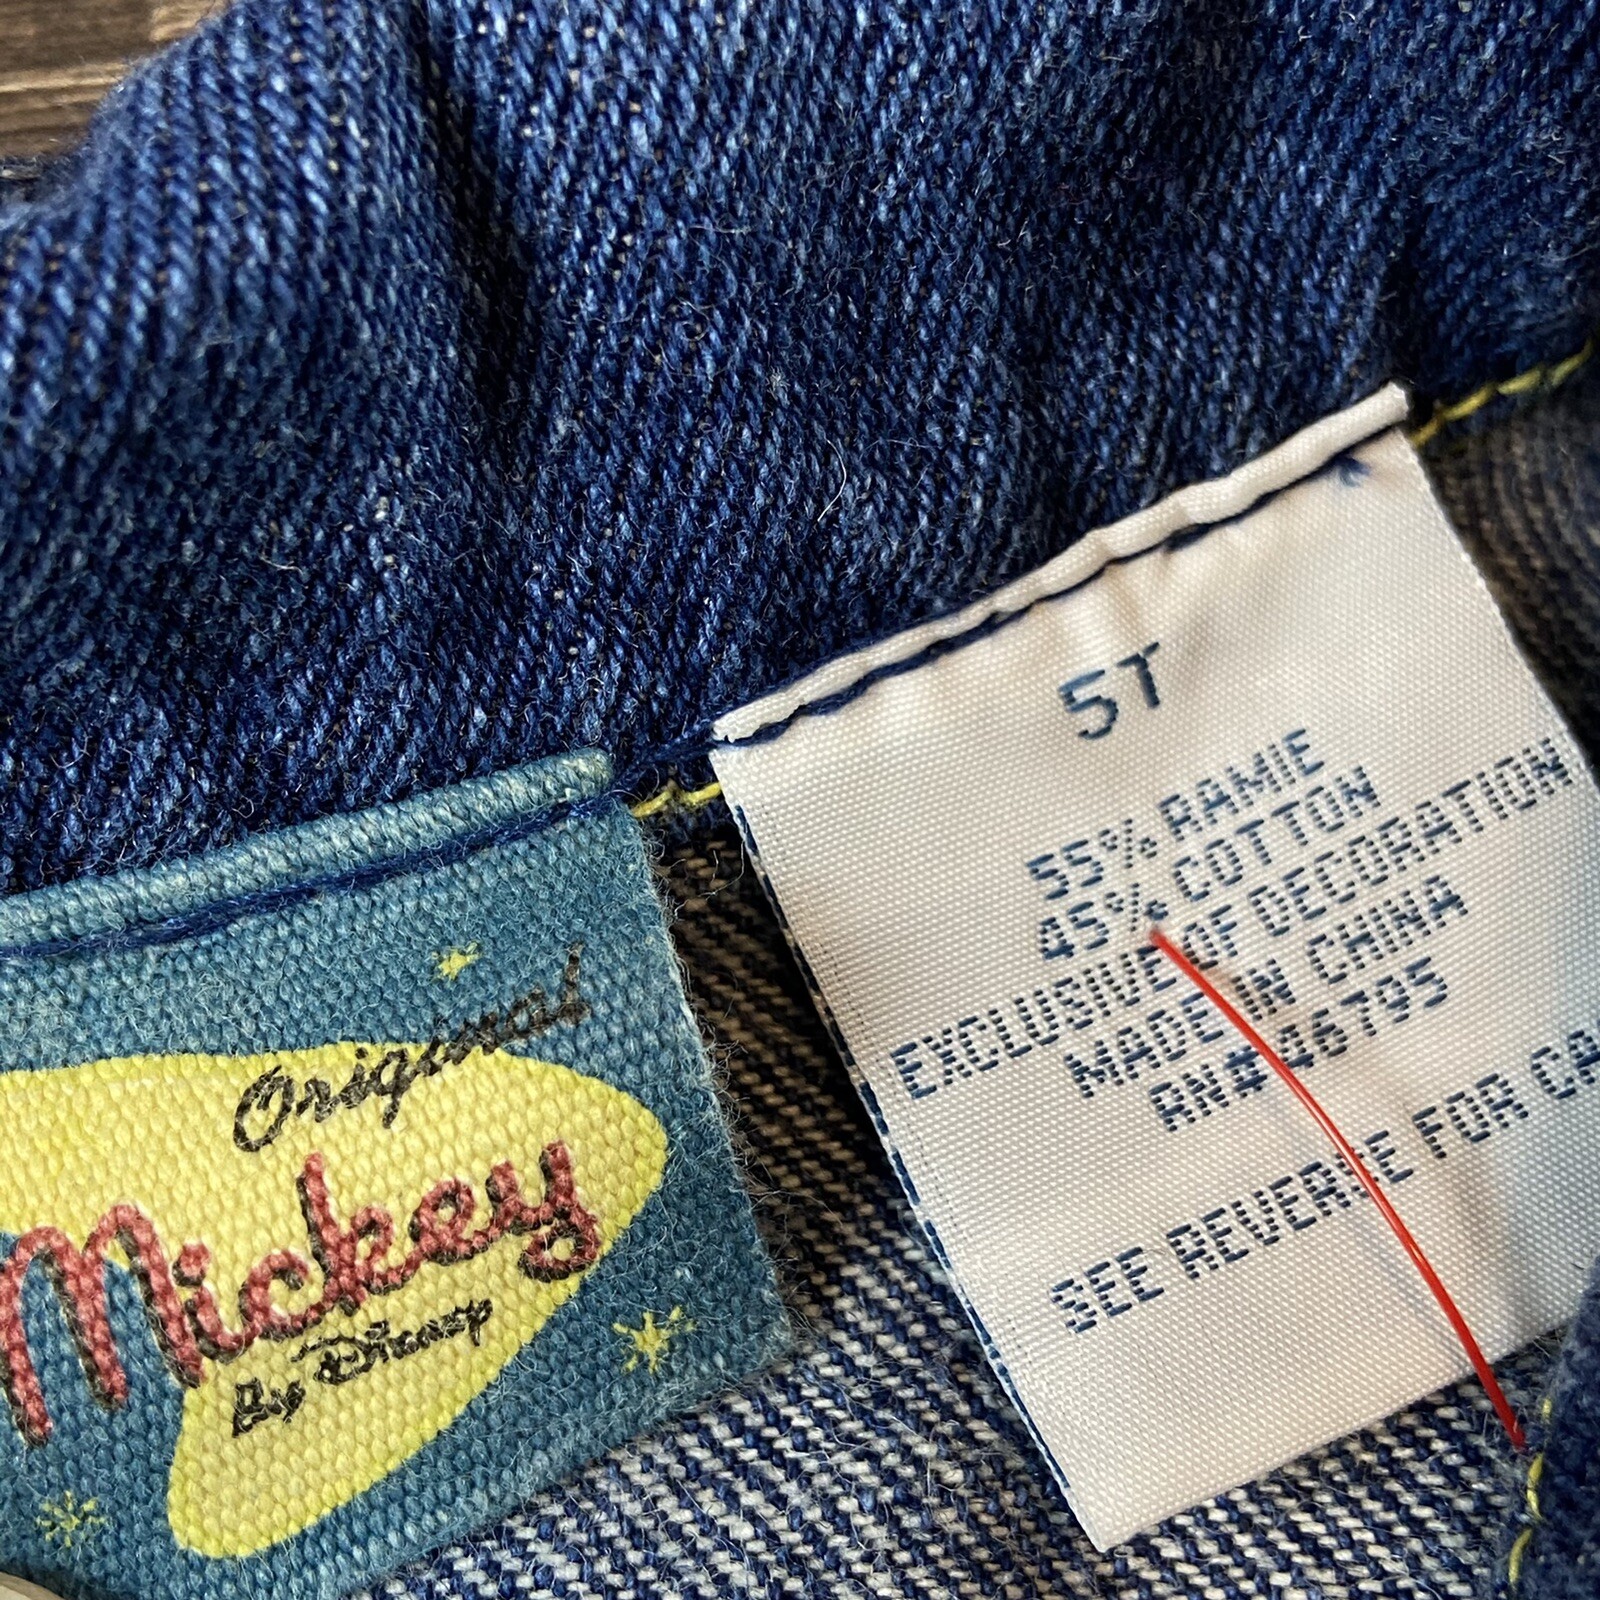 Original
Mickey
By Disney
5T
55% RAMIE
45% COTTON
EXCLUSIVE OF DECORATION
MADE IN CHINA
RN#46795
SEE REVERSE FOR CA